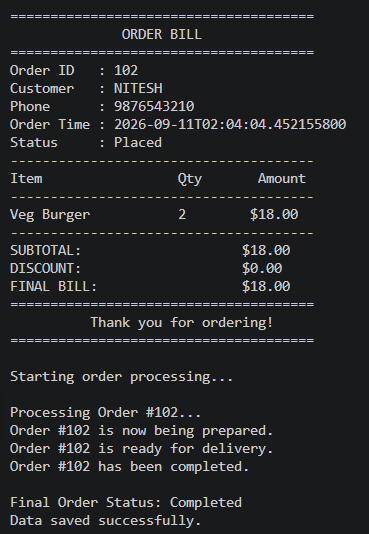 ======================================
ORDER BILL
======================================
Order ID   : 102
Customer   : NITESH
Phone      : 9876543210
Order Time : 2026-09-11T02:04:04.452155800
Status     : Placed
--------------------------------------
Item                 Qty       Amount
--------------------------------------
Veg Burger           2        $18.00
--------------------------------------
SUBTOTAL:                    $18.00
DISCOUNT:                    $0.00
FINAL BILL:                  $18.00
======================================
Thank you for ordering!
======================================
Starting order processing...
Processing Order #102...
Order #102 is now being prepared.
Order #102 is ready for delivery.
Order #102 has been completed.
Final Order Status: Completed
Data saved successfully.